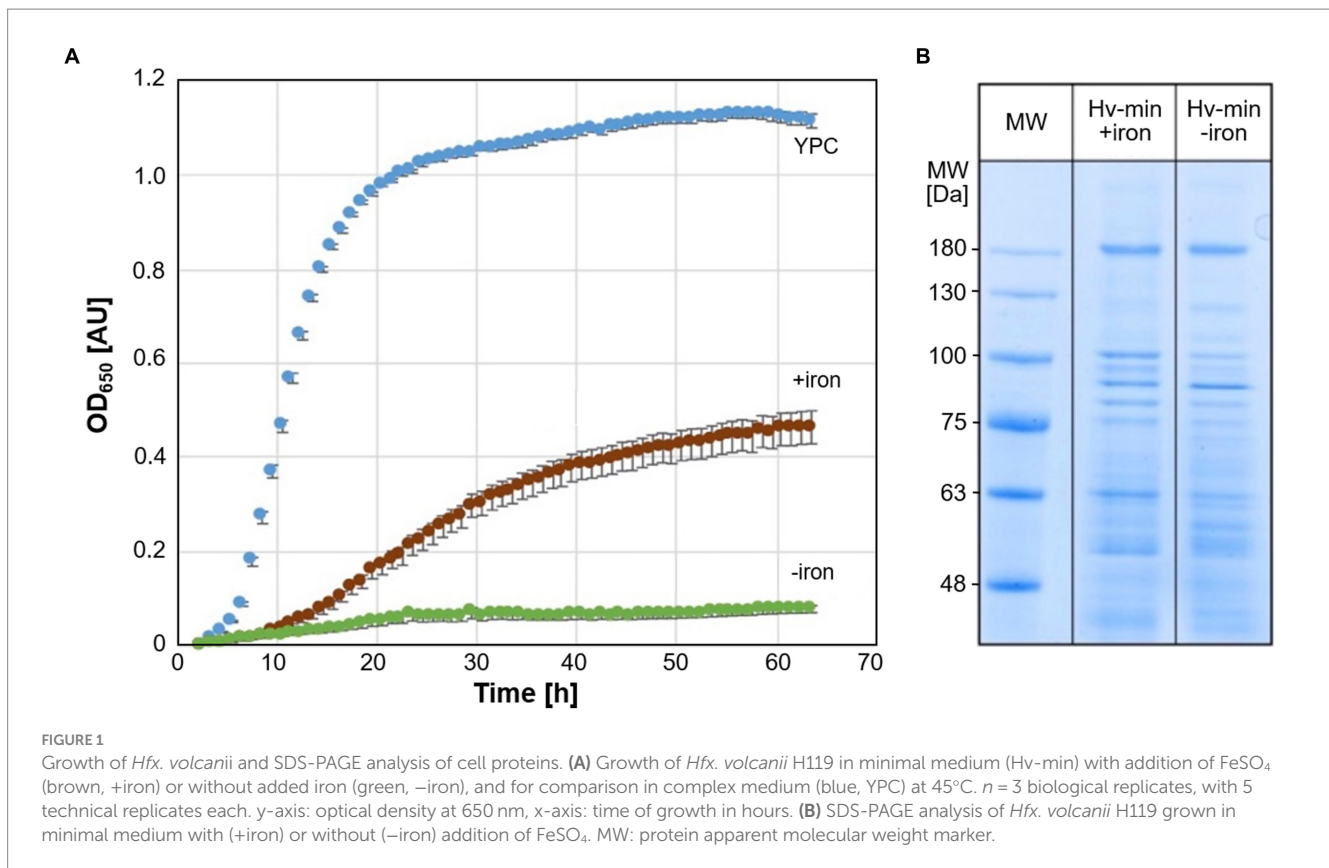 A
1.2
1.0
0.8
0.6
0.4
0.2
0
0 10 20 30 40 50 60 70
OD₆₅₀ [AU]
Time [h]
YPC
+iron
-iron
B
MW
Hv-min
+iron
Hv-min
-iron
MW
[Da]
180
130
100
75
63
48
FIGURE 1
Growth of Hfx. volcanii and SDS-PAGE analysis of cell proteins. (A) Growth of Hfx. volcanii H119 in minimal medium (Hv-min) with addition of FeSO₄
(brown, +iron) or without added iron (green, −iron), and for comparison in complex medium (blue, YPC) at 45°C. n = 3 biological replicates, with 5
technical replicates each. y-axis: optical density at 650 nm, x-axis: time of growth in hours. (B) SDS-PAGE analysis of Hfx. volcanii H119 grown in
minimal medium with (+iron) or without (−iron) addition of FeSO₄. MW: protein apparent molecular weight marker.